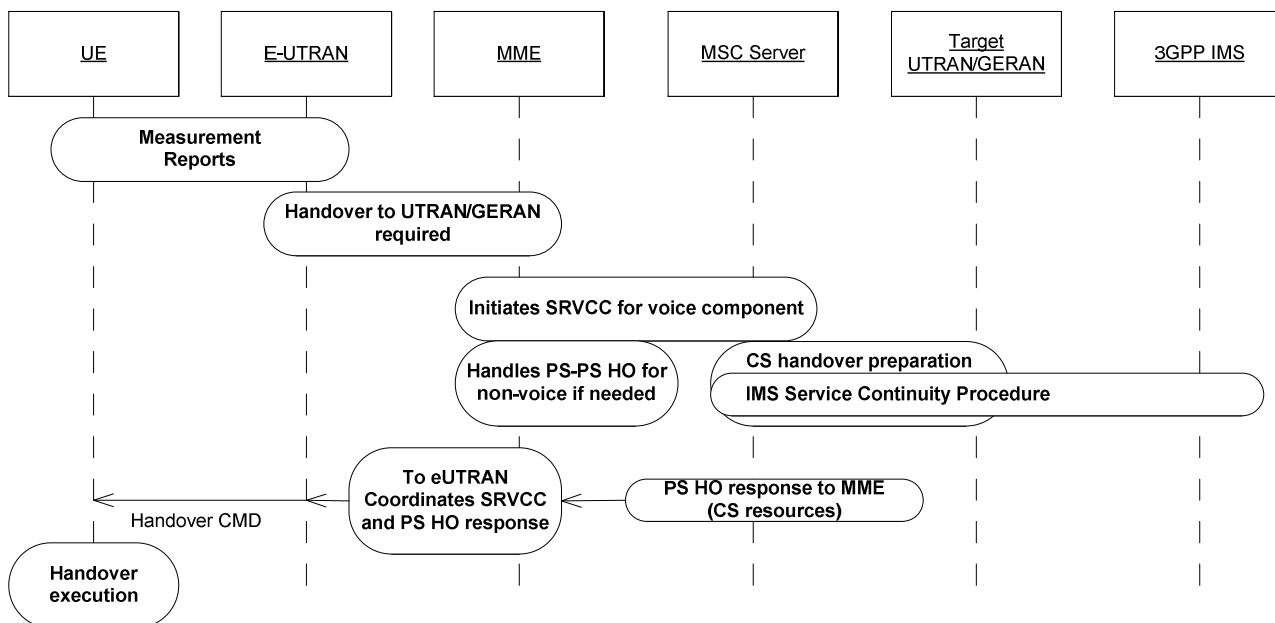 UE
E-UTRAN
MME
MSC Server
Target
UTRAN/GERAN
3GPP IMS
Measurement
Reports
Handover to UTRAN/GERAN
required
Initiates SRVCC for voice component
Handles PS-PS HO for
non-voice if needed
CS handover preparation
IMS Service Continuity Procedure
To eUTRAN
Coordinates SRVCC
and PS HO response
PS HO response to MME
(CS resources)
Handover CMD
Handover
execution